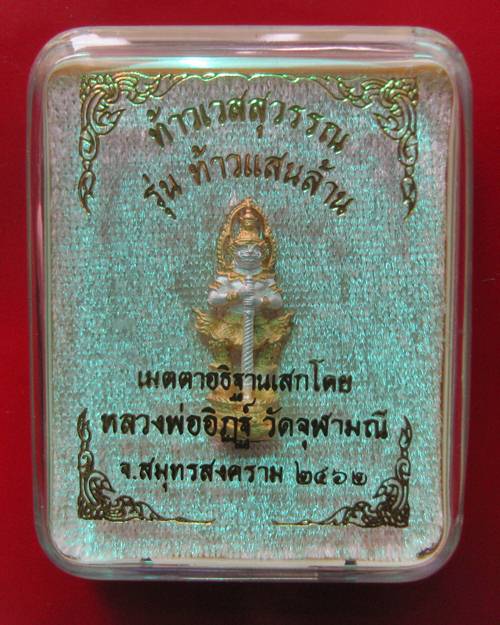 ท้าวเวสสุวรรณ
รุ่น ท้าวแสนล้าน
เมตตาอธิฐานเสกโดย
หลวงพ่ออิฏฐ์ วัดจุฬามณี
จ.สมุทรสงคราม ๒๕๖๒